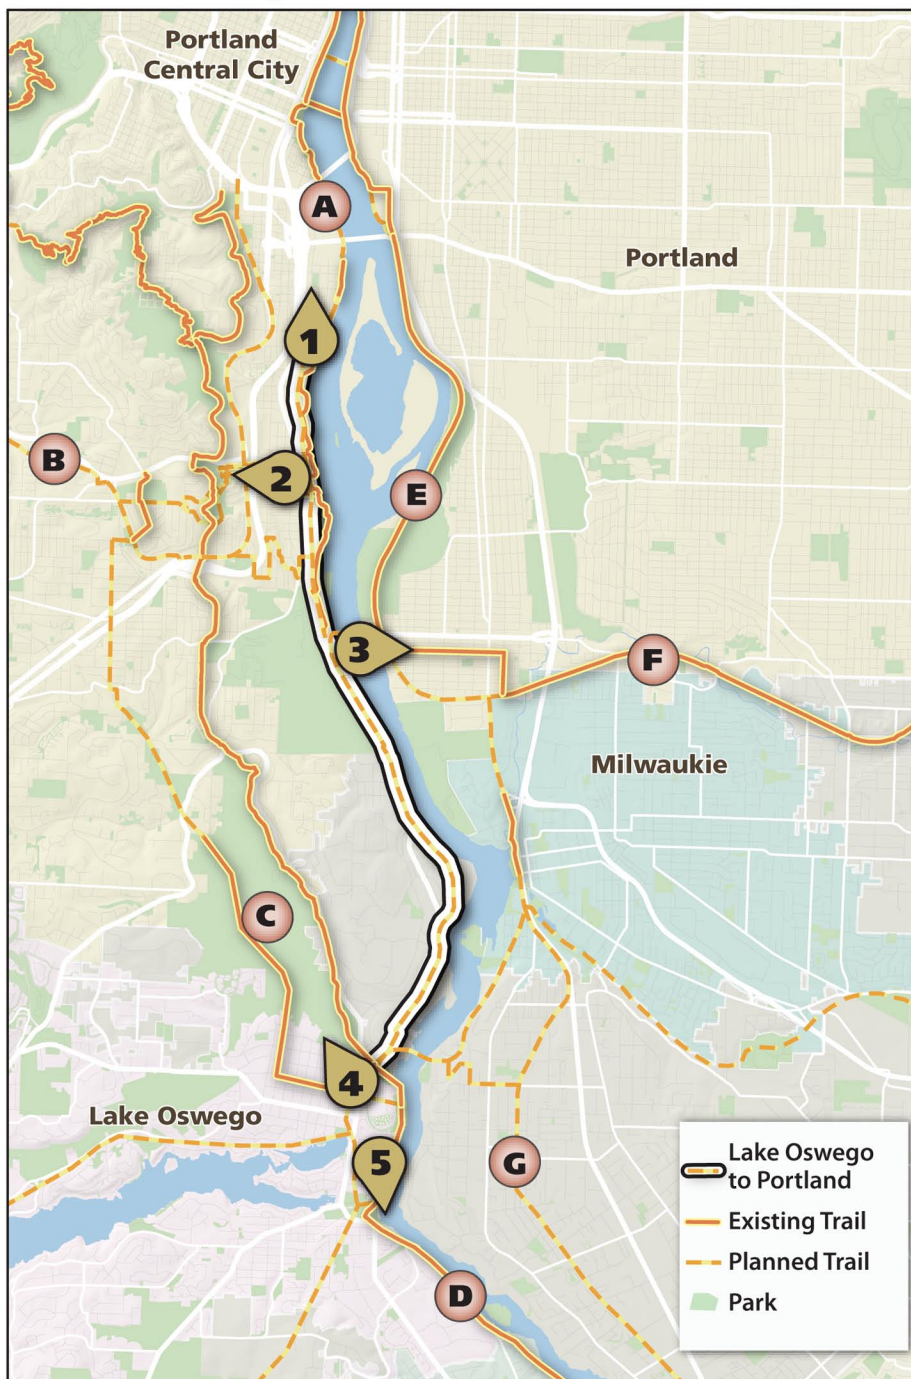 Portland
Central City
A
Portland
1
B
2
E
3
F
Milwaukie
C
4
Lake Oswego
5
G
D
Lake Oswego
to Portland
Existing Trail
Planned Trail
Park